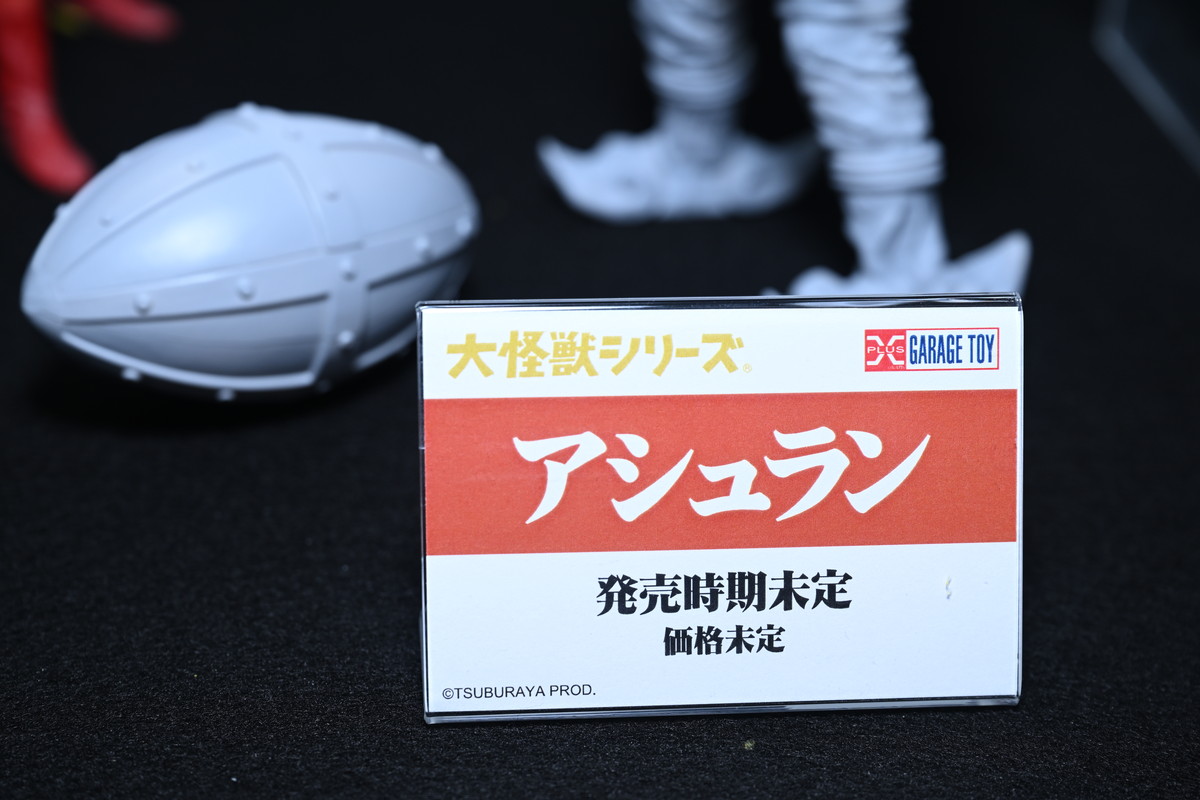 大怪獣シリーズ®
X PLUS GARAGE TOY
アシュラン
発売時期未定
価格未定
©TSUBURAYA PROD.